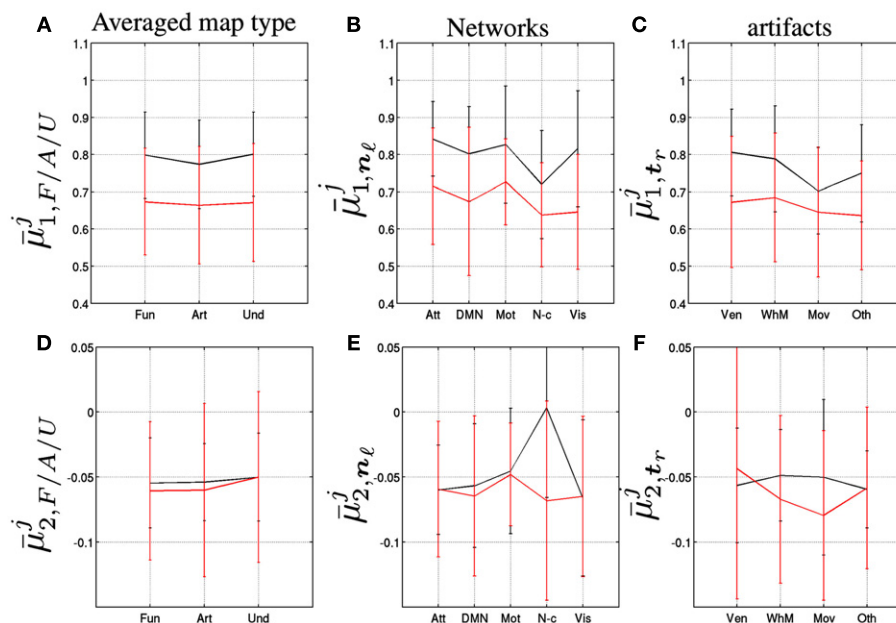 A Averaged map type B Networks C artifacts
1.1 1 0.9 0.8 0.7 0.6 0.5 0.4
μ̄^j_{1,F/A/U}
Fun Art Und
1.1 1 0.9 0.8 0.7 0.6 0.5 0.4
μ̄^j_{1,n_ℓ}
Att DMN Mot N-c Vis
1.1 1 0.9 0.8 0.7 0.6 0.5 0.4
μ̄^j_{1,t_r}
Ven WhM Mov Oth
D E F
0.05 0 -0.05 -0.1
μ̄^j_{2,F/A/U}
Fun Art Und
0.05 0 -0.05 -0.1
μ̄^j_{2,n_ℓ}
Att DMN Mot N-c Vis
0.05 0 -0.05 -0.1
μ̄^j_{2,t_r}
Ven WhM Mov Oth